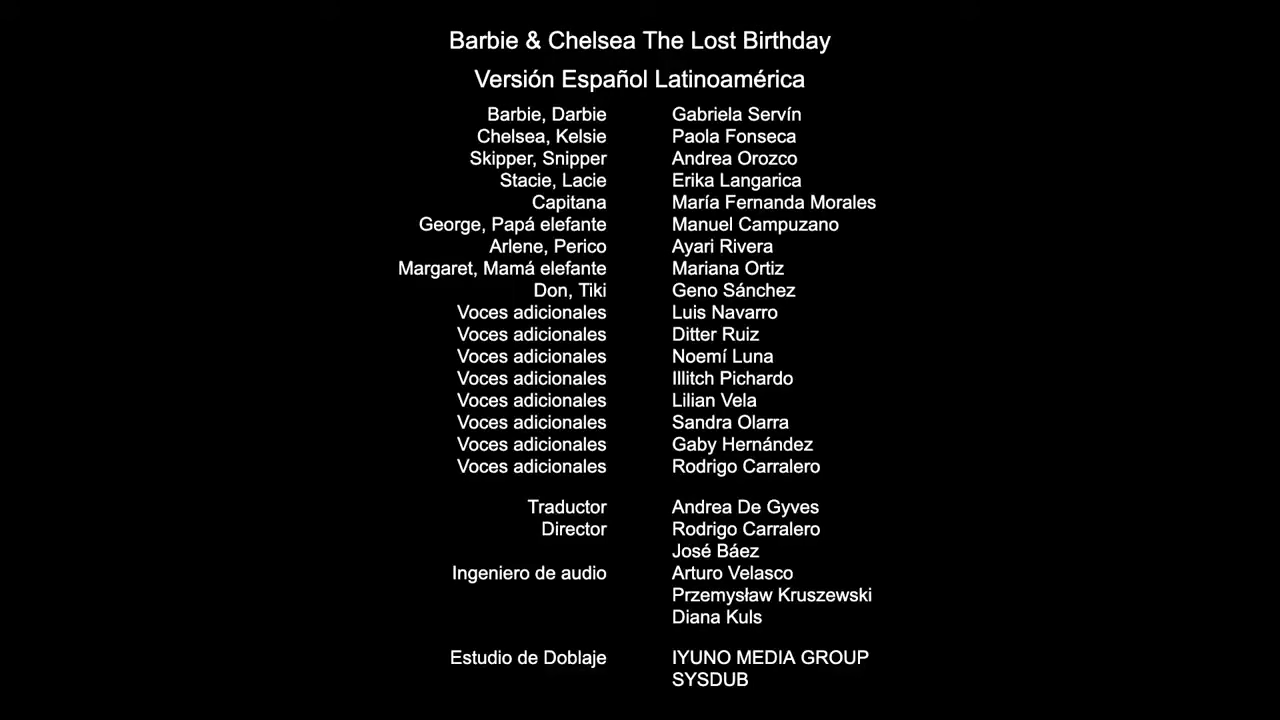 Barbie & Chelsea The Lost Birthday
Versión Español Latinoamérica
Barbie, Darbie Gabriela Servín
Chelsea, Kelsie Paola Fonseca
Skipper, Snipper Andrea Orozco
Stacie, Lacie Erika Langarica
Capitana María Fernanda Morales
George, Papá elefante Manuel Campuzano
Arlene, Perico Ayari Rivera
Margaret, Mamá elefante Mariana Ortiz
Don, Tiki Geno Sánchez
Voces adicionales Luis Navarro
Voces adicionales Ditter Ruiz
Voces adicionales Noemí Luna
Voces adicionales Illitch Pichardo
Voces adicionales Lilian Vela
Voces adicionales Sandra Olarra
Voces adicionales Gaby Hernández
Voces adicionales Rodrigo Carralero
Traductor Andrea De Gyves
Director Rodrigo Carralero
José Báez
Ingeniero de audio Arturo Velasco
Przemysław Kruszewski
Diana Kuls
Estudio de Doblaje IYUNO MEDIA GROUP
SYSDUB